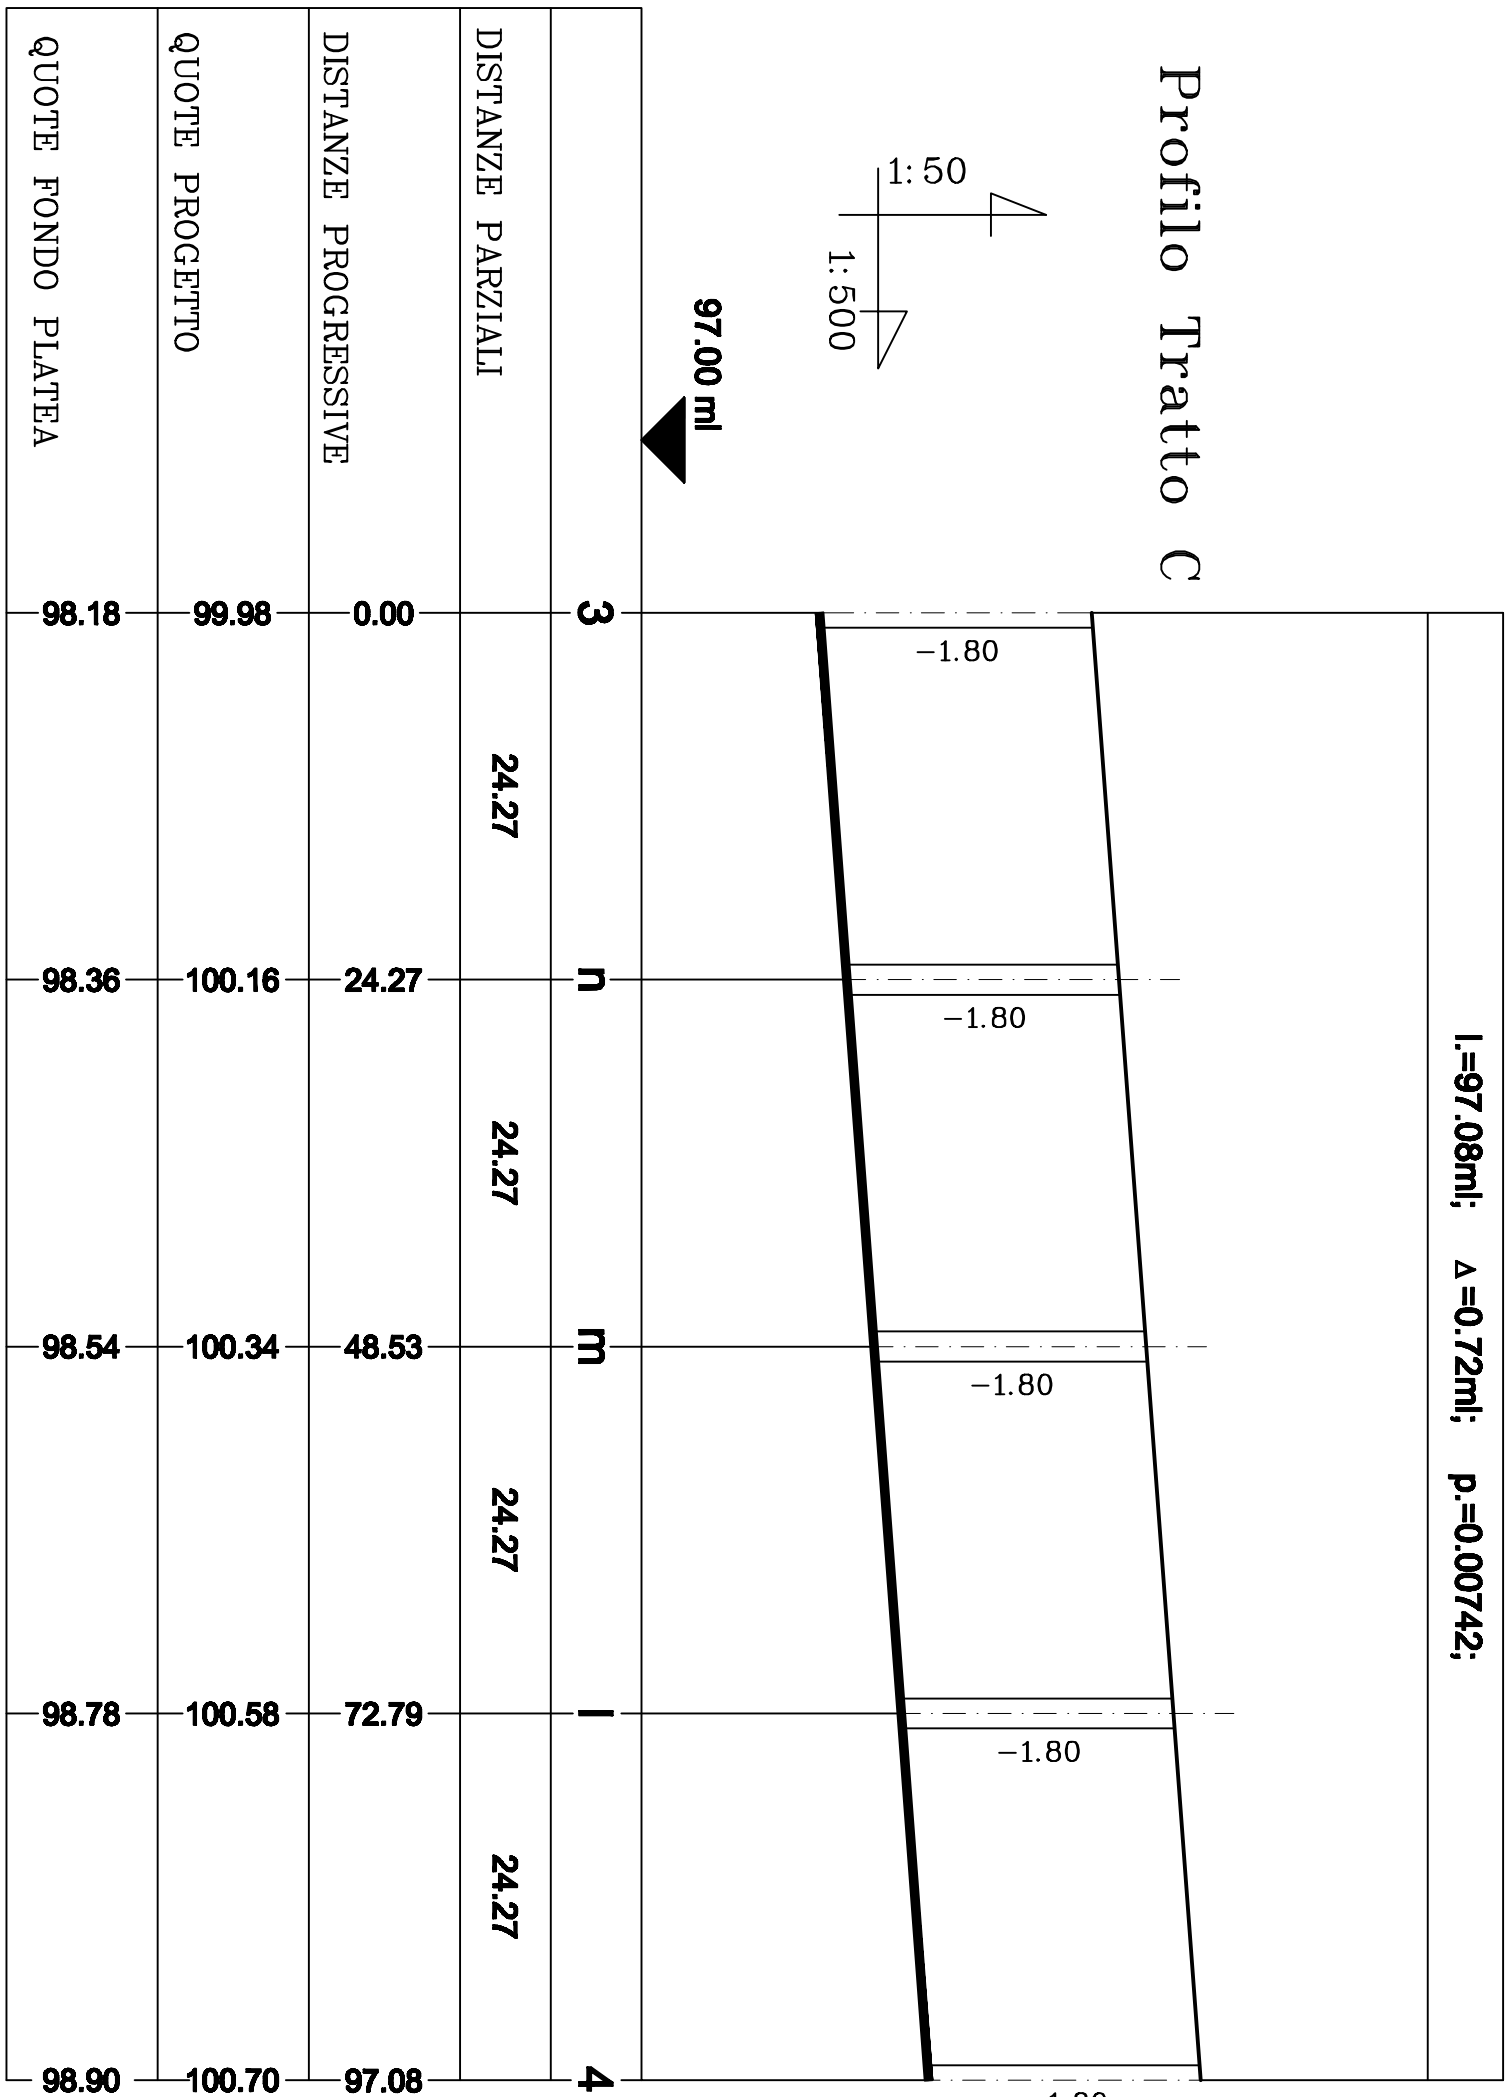 Profilo Tratto C
l.=97.08ml; Δ=0.72ml; p.=0.00742;
1:50
1:500
97.00 ml
-1.80
-1.80
-1.80
-1.80
3 n m l 4
DISTANZE PARZIALI 24.27 24.27 24.27 24.27
DISTANZE PROGRESSIVE 0.00 24.27 48.53 72.79 97.08
QUOTE PROGETTO 99.98 100.16 100.34 100.58 100.70
QUOTE FONDO PLATEA 98.18 98.36 98.54 98.78 98.90